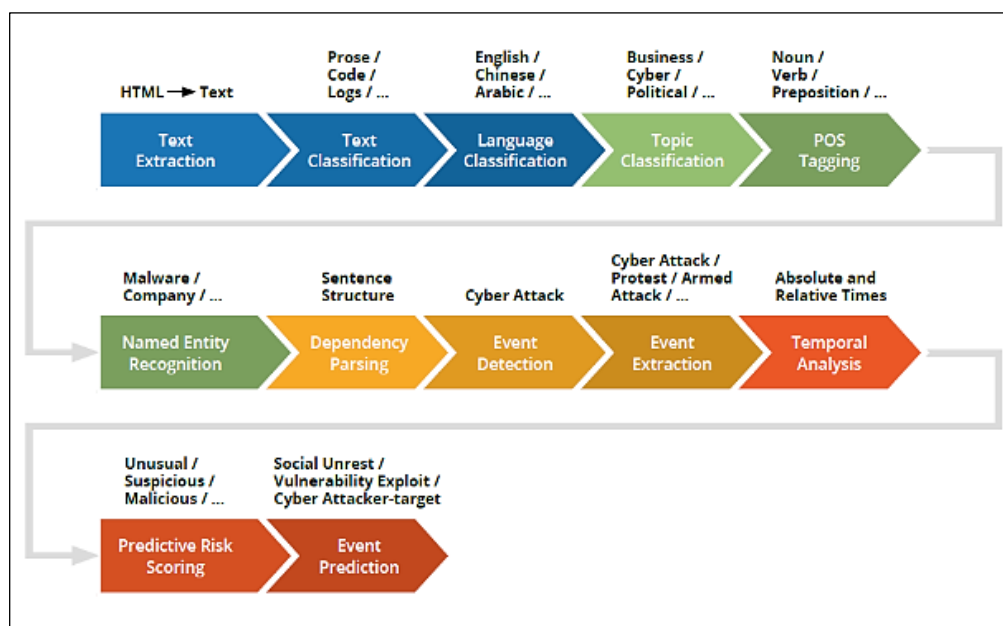 Prose /
Code /
Logs / ...
English /
Chinese /
Arabic / ...
Business /
Cyber /
Political / ...
Noun /
Verb /
Preposition / ...
HTML → Text
Text
Extraction
Text
Classification
Language
Classification
Topic
Classification
POS
Tagging
Malware /
Company / ...
Sentence
Structure
Cyber Attack
Cyber Attack /
Protest / Armed
Attack / ...
Absolute and
Relative Times
Named Entity
Recognition
Dependency
Parsing
Event
Detection
Event
Extraction
Temporal
Analysis
Unusual /
Suspicious /
Malicious / ...
Social Unrest /
Vulnerability Exploit /
Cyber Attacker-target
Predictive Risk
Scoring
Event
Prediction